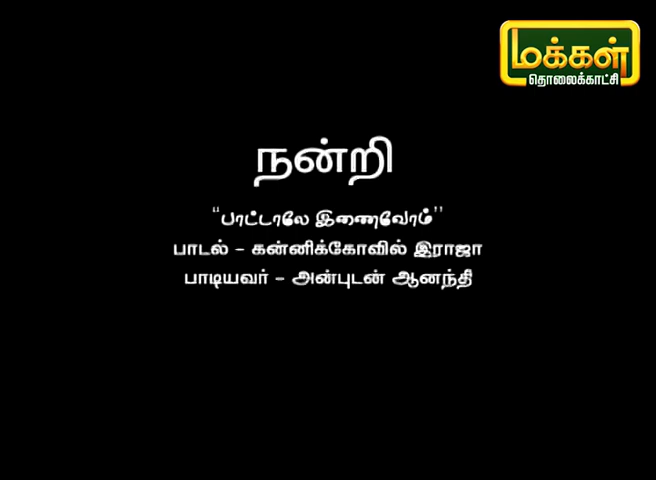 மக்கள்
தொலைக்காட்சி
நன்றி
“பாட்டாலே இணைவோம்”
பாடல் – கன்னிக்கோவில் இராஜா
பாடியவர் – அன்புடன் ஆனந்தி